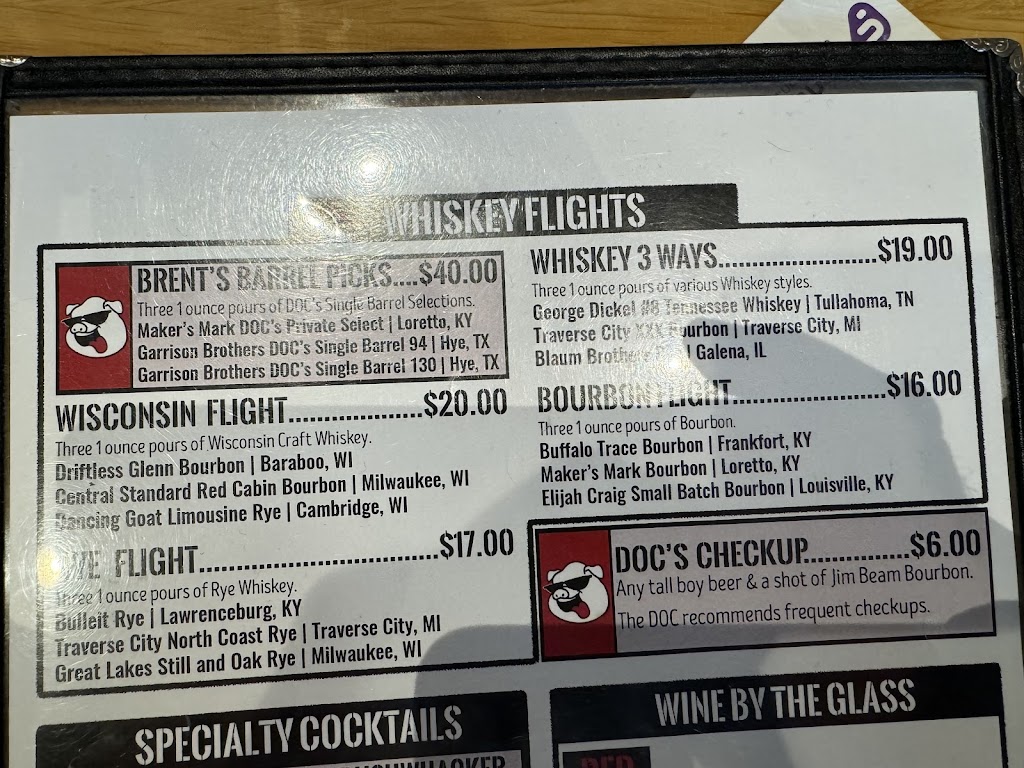 WHISKEY FLIGHTS
BRENT'S BARREL PICKS....$40.00
Three 1 ounce pours of DOC's Single Barrel Selections.
Maker's Mark DOC's Private Select | Loretto, KY
Garrison Brothers DOC's Single Barrel 94 | Hye, TX
Garrison Brothers DOC's Single Barrel 130 | Hye, TX
WISCONSIN FLIGHT....................$20.00
Three 1 ounce pours of Wisconsin Craft Whiskey.
Driftless Glenn Bourbon | Baraboo, WI
Central Standard Red Cabin Bourbon | Milwaukee, WI
Dancing Goat Limousine Rye | Cambridge, WI
RYE FLIGHT...................................$17.00
Three 1 ounce pours of Rye Whiskey.
Bulleit Rye | Lawrenceburg, KY
Traverse City North Coast Rye | Traverse City, MI
Great Lakes Still and Oak Rye | Milwaukee, WI
WHISKEY 3 WAYS.......................$19.00
Three 1 ounce pours of various Whiskey styles.
George Dickel #8 Tennessee Whiskey | Tullahoma, TN
Traverse City XXX Bourbon | Traverse City, MI
Blaum Brothers | Galena, IL
BOURBON FLIGHT.......................$16.00
Three 1 ounce pours of Bourbon.
Buffalo Trace Bourbon | Frankfort, KY
Maker's Mark Bourbon | Loretto, KY
Elijah Craig Small Batch Bourbon | Louisville, KY
DOC'S CHECKUP...............$6.00
Any tall boy beer & a shot of Jim Beam Bourbon.
The DOC recommends frequent checkups.
SPECIALTY COCKTAILS
WINE BY THE GLASS
RED